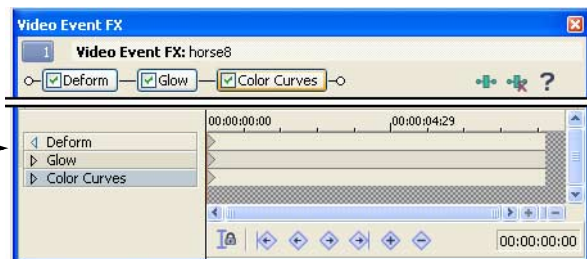 Video Event FX
1 Video Event FX: horse8
Deform Glow Color Curves
00:00:00:00 00:00:04:29
Deform
Glow
Color Curves
00:00:00:00